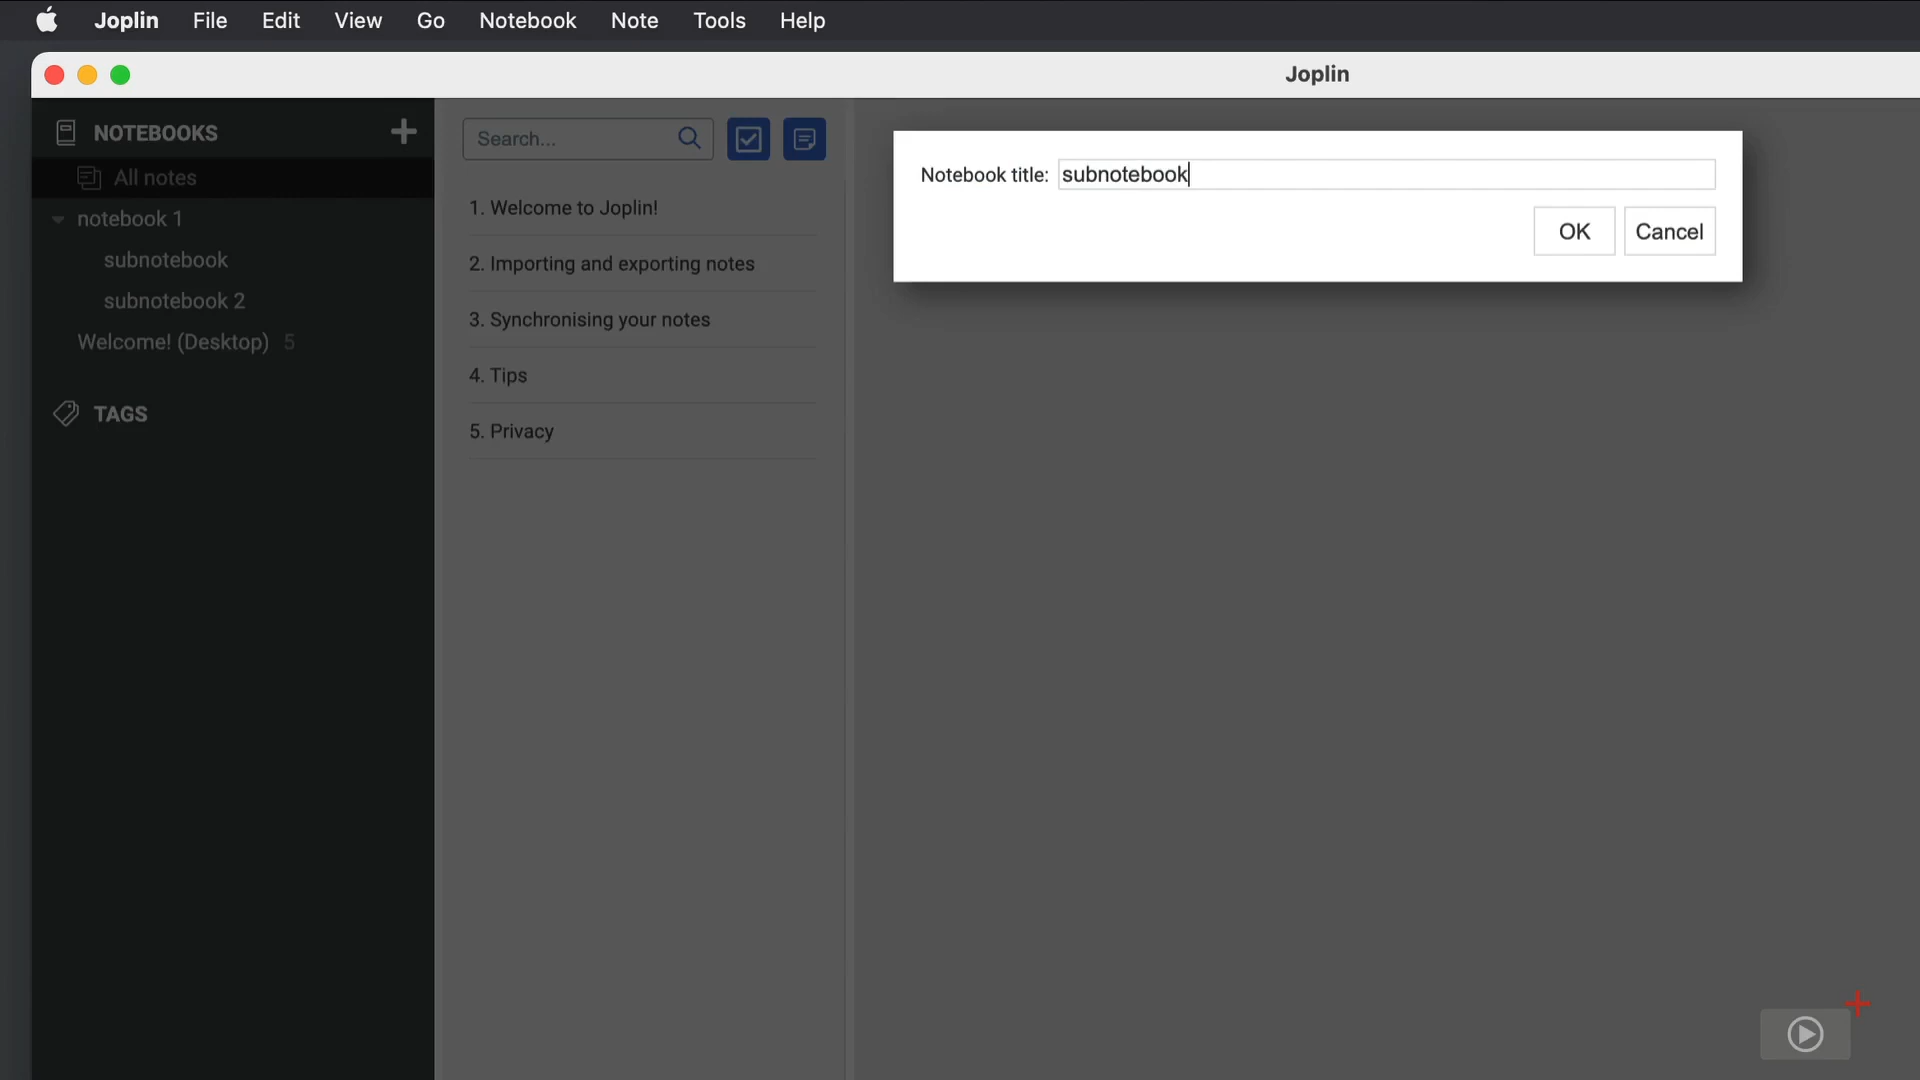 Joplin File Edit View Go Notebook Note Tools Help
Joplin
NOTEBOOKS
All notes
notebook 1
subnotebook
subnotebook 2
Welcome! (Desktop) 5
TAGS
Search...
1. Welcome to Joplin!
2. Importing and exporting notes
3. Synchronising your notes
4. Tips
5. Privacy
Notebook title: subnotebook
OK Cancel